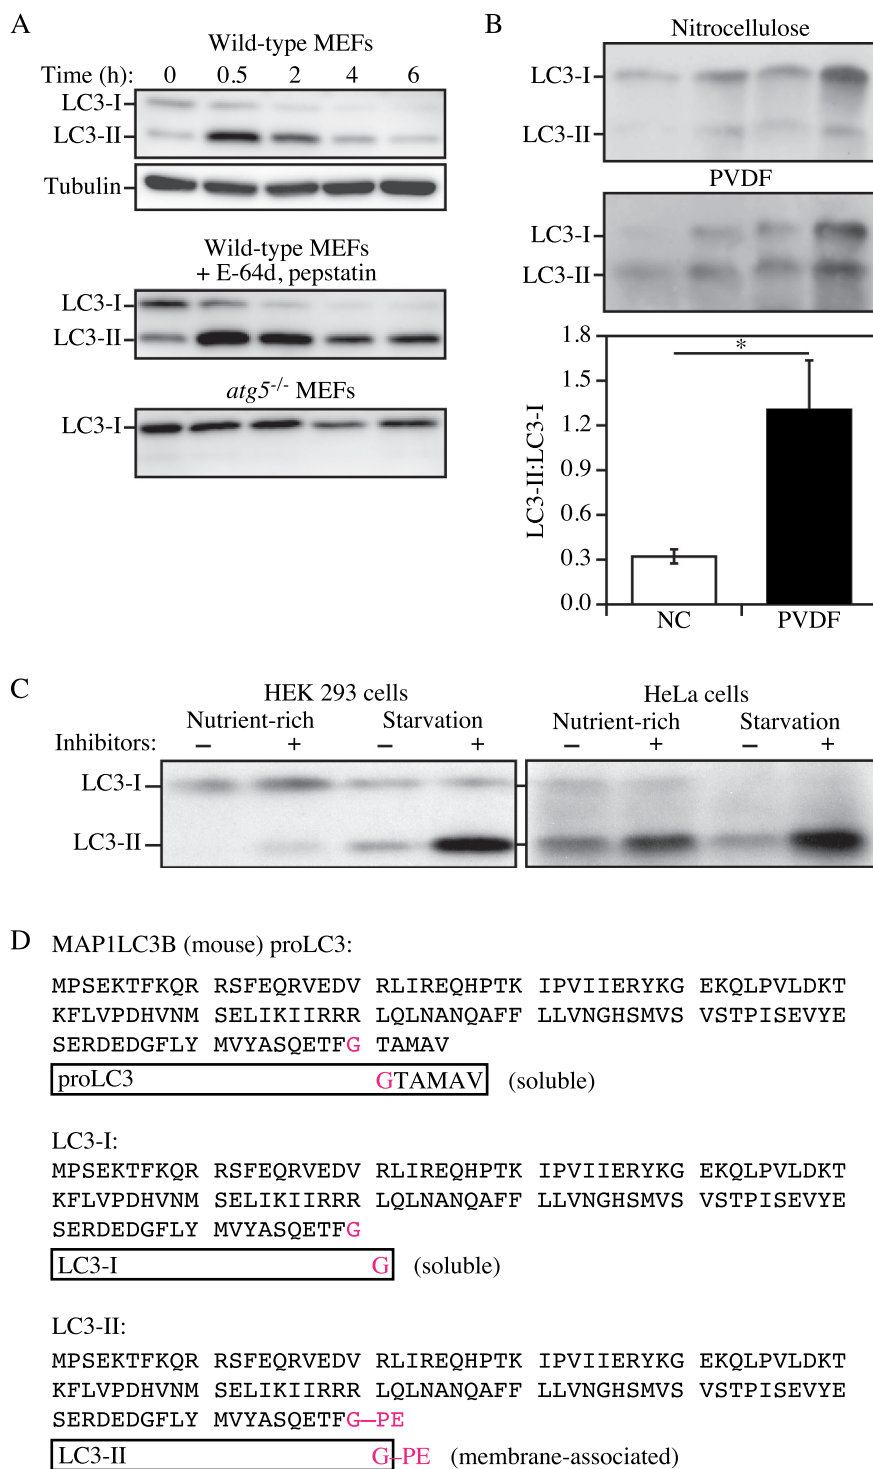 A
Wild-type MEFs
Time (h): 0 0.5 2 4 6
LC3-I
LC3-II
Tubulin
Wild-type MEFs
+ E-64d, pepstatin
LC3-I
LC3-II
atg5-/- MEFs
LC3-I
B
Nitrocellulose
LC3-I
LC3-II
PVDF
LC3-I
LC3-II
1.8
*
1.5
1.2
0.9
0.6
0.3
0.0
LC3-II:LC3-I
NC PVDF
C
HEK 293 cells HeLa cells
Nutrient-rich Starvation Nutrient-rich Starvation
Inhibitors: – + – + – + – +
LC3-I
LC3-II
D MAP1LC3B (mouse) proLC3:
MPSEKTFKQR RSFEQRVEDV RLIREQHPTK IPVIIERYKG EKQLPVLDKT
KFLVPDHVNM SELIKIIRRR LQLNANQAFF LLVNGHSMVS VSTPISEVYE
SERDEDGFLY MVYASQETFG TAMAV
proLC3 GTAMAV (soluble)
LC3-I:
MPSEKTFKQR RSFEQRVEDV RLIREQHPTK IPVIIERYKG EKQLPVLDKT
KFLVPDHVNM SELIKIIRRR LQLNANQAFF LLVNGHSMVS VSTPISEVYE
SERDEDGFLY MVYASQETFG
LC3-I G (soluble)
LC3-II:
MPSEKTFKQR RSFEQRVEDV RLIREQHPTK IPVIIERYKG EKQLPVLDKT
KFLVPDHVNM SELIKIIRRR LQLNANQAFF LLVNGHSMVS VSTPISEVYE
SERDEDGFLY MVYASQETFG–PE
LC3-II G–PE (membrane-associated)